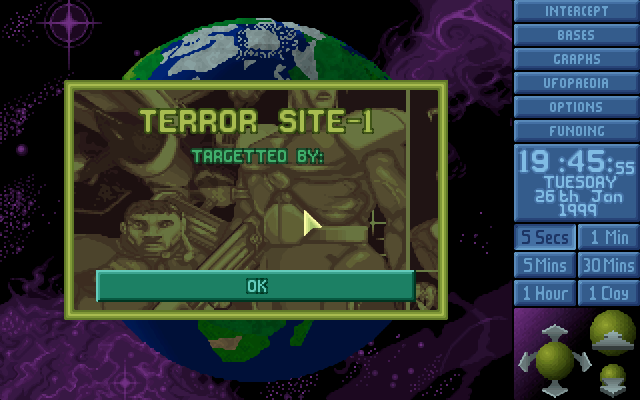 INTERCEPT
BASES
GRAPHS
UFOPAEDIA
OPTIONS
FUNDING
TERROR SITE-1
TARGETTED BY:
OK
19 :45:55
TUESDAY
26th Jan
1999
5 Secs 1 Min
5 Mins 30 Mins
1 Hour 1 Day